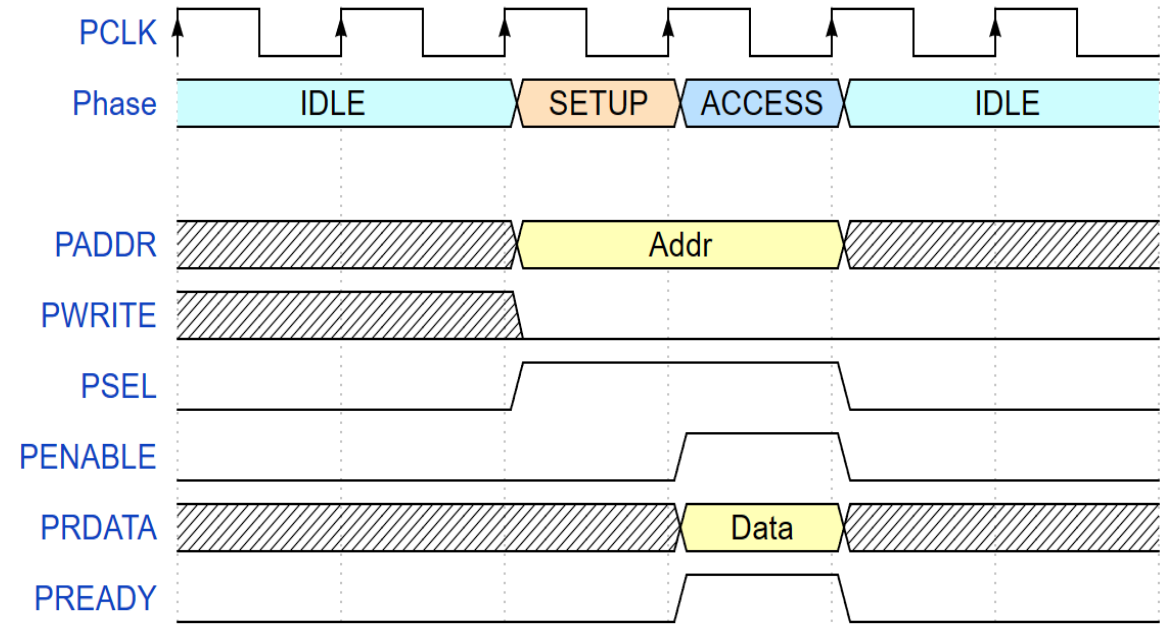 PCLK
Phase IDLE SETUP ACCESS IDLE
PADDR Addr
PWRITE
PSEL
PENABLE
PRDATA Data
PREADY